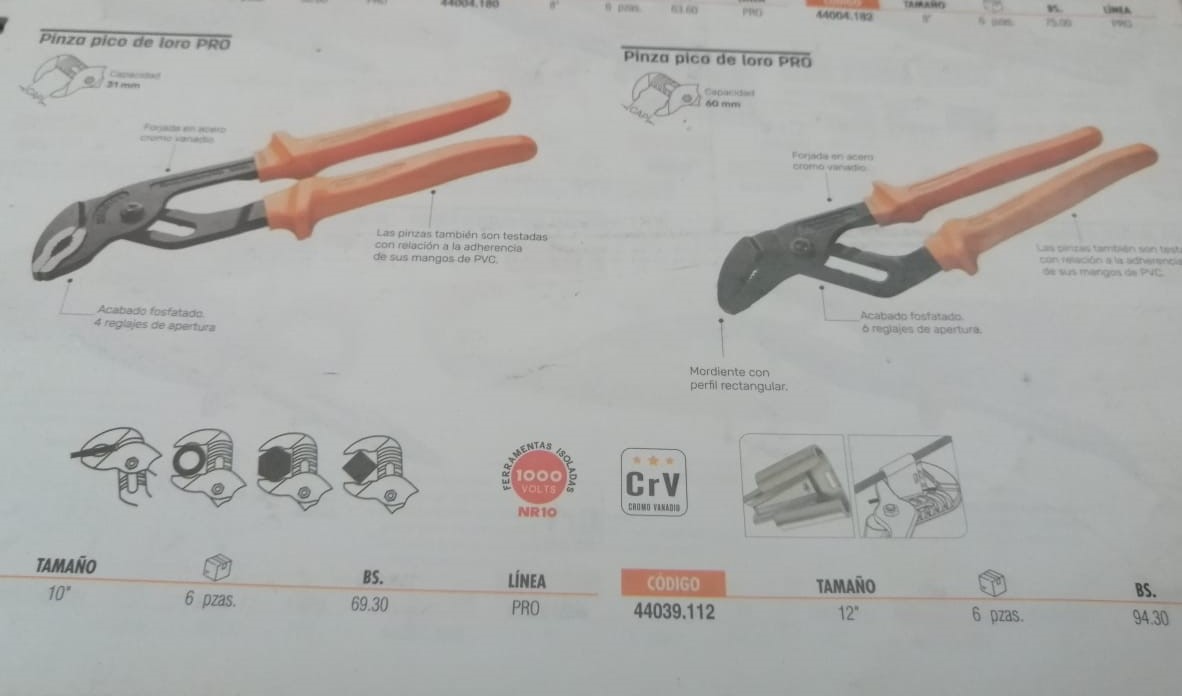 44004.180 8" 6 pzas. 63.60 PRO
CÓDIGO TAMAÑO BS. LÍNEA
44004.182 8" 6 pzas. 75.00 PRO
Pinza pico de loro PRO
Capacidad
31 mm
CAP.
Forjada en acero
cromo vanadio
Las pinzas también son testadas
con relación a la adherencia
de sus mangos de PVC.
Acabado fosfatado.
4 reglajes de apertura
FERRAMENTAS ISOLADAS
1000
VOLTS
NR10
TAMAÑO BS. LÍNEA
10" 6 pzas. 69.30 PRO
Pinza pico de loro PRO
Capacidad
60 mm
CAP.
Forjada en acero
cromo vanadio.
Las pinzas también son test
con relación a la adherencia
de sus mangos de PVC.
Acabado fosfatado.
6 reglajes de apertura.
Mordiente con
perfil rectangular.
CrV
CROMO VANADIO
CÓDIGO TAMAÑO BS.
44039.112 12" 6 pzas. 94.30